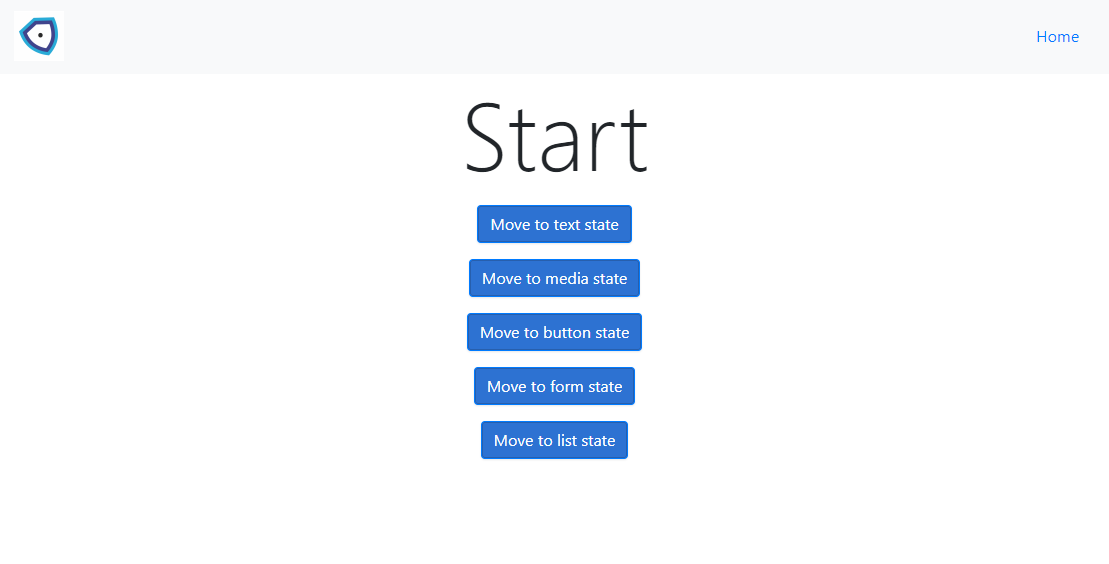 Home
Start
Move to text state
Move to media state
Move to button state
Move to form state
Move to list state